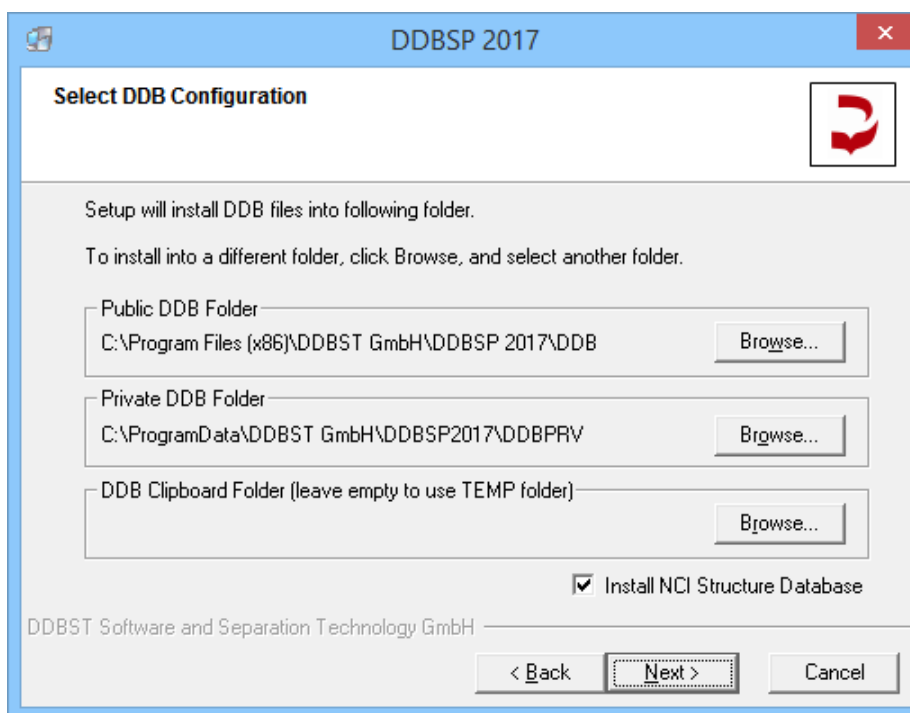 DDBSP 2017
Select DDB Configuration
Setup will install DDB files into following folder.
To install into a different folder, click Browse, and select another folder.
Public DDB Folder
C:\Program Files (x86)\DDBST GmbH\DDBSP 2017\DDB
Browse...
Private DDB Folder
C:\ProgramData\DDBST GmbH\DDBSP2017\DDBPRV
Browse...
DDB Clipboard Folder (leave empty to use TEMP folder)
Browse...
Install NCI Structure Database
DDBST Software and Separation Technology GmbH
< Back
Next >
Cancel